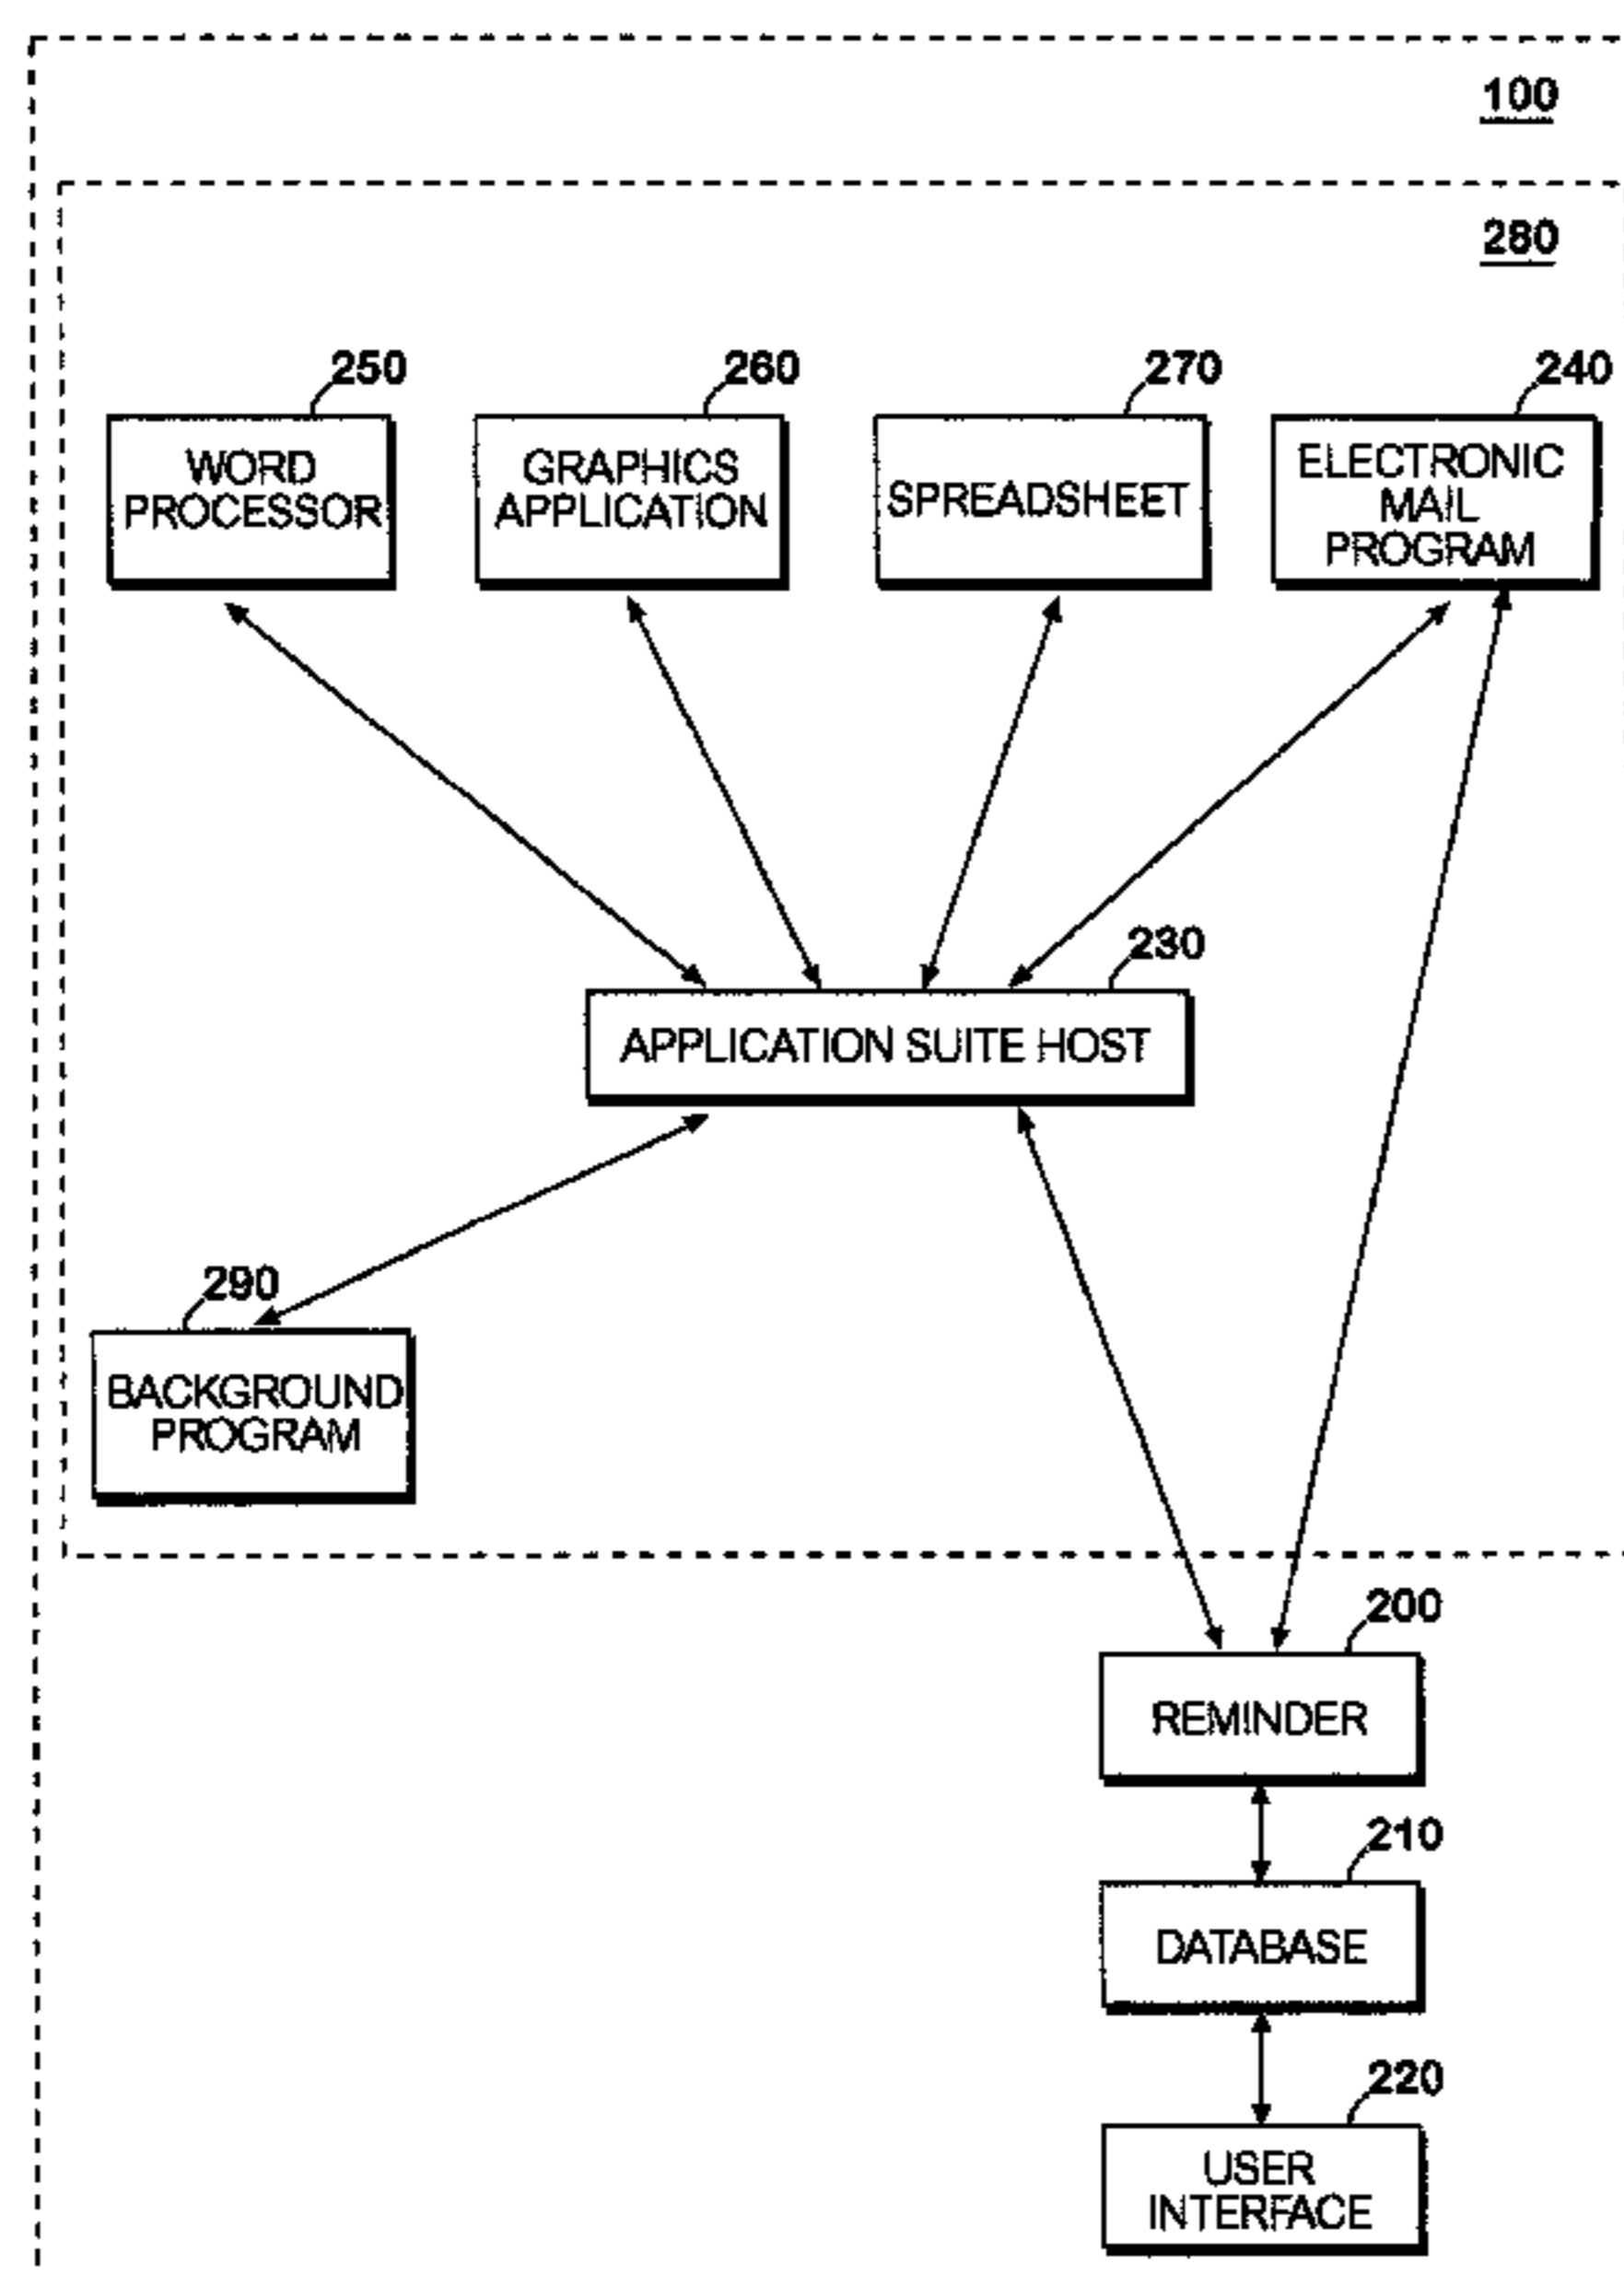 100
280
250
260
270
240
WORD
PROCESSOR
GRAPHICS
APPLICATION
SPREADSHEET
ELECTRONIC
MAIL
PROGRAM
230
APPLICATION SUITE HOST
290
BACKGROUND
PROGRAM
200
REMINDER
210
DATABASE
220
USER
INTERFACE